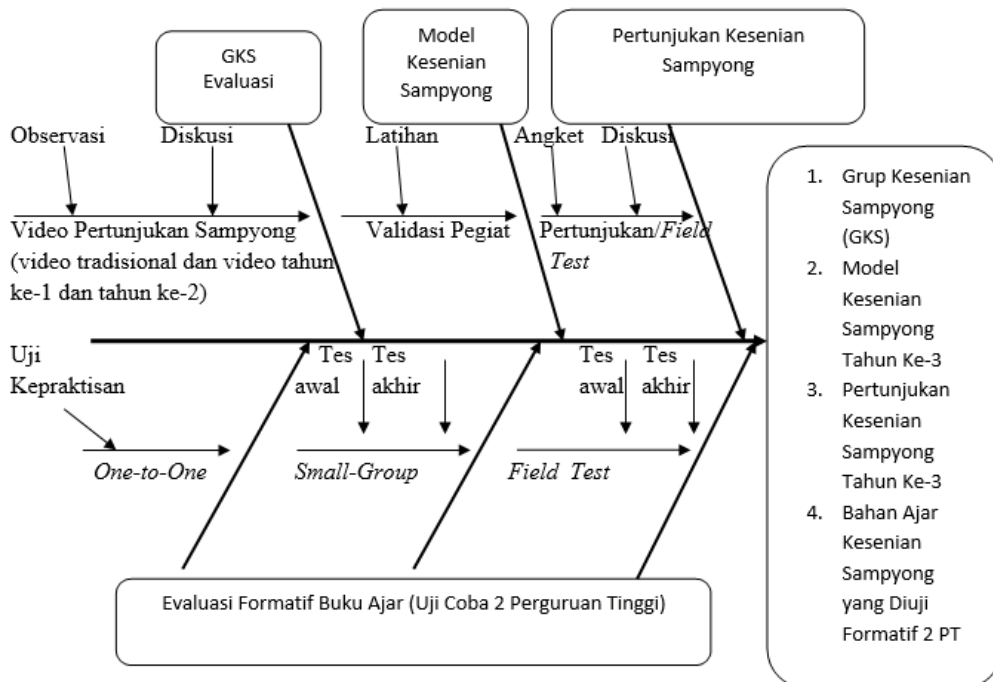 GKS
Evaluasi
Model
Kesenian
Sampyong
Pertunjukan Kesenian
Sampyong
Observasi
Diskusi
Latihan
Angket
Diskusi
Video Pertunjukan Sampyong
(video tradisional dan video tahun
ke-1 dan tahun ke-2)
Validasi Pegiat
Pertunjukan/Field
Test
Uji
Kepraktisan
Tes
awal
Tes
akhir
Tes
awal
Tes
akhir
One-to-One
Small-Group
Field Test
Evaluasi Formatif Buku Ajar (Uji Coba 2 Perguruan Tinggi)
1. Grup Kesenian
Sampyong
(GKS)
2. Model
Kesenian
Sampyong
Tahun Ke-3
3. Pertunjukan
Kesenian
Sampyong
Tahun Ke-3
4. Bahan Ajar
Kesenian
Sampyong
yang Diuji
Formatif 2 PT